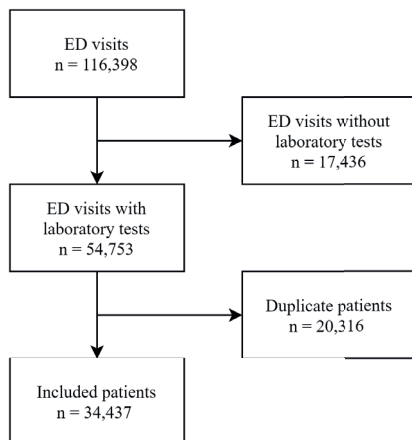 ED visits
n = 116,398
ED visits without
laboratory tests
n = 17,436
ED visits with
laboratory tests
n = 54,753
Duplicate patients
n = 20,316
Included patients
n = 34,437